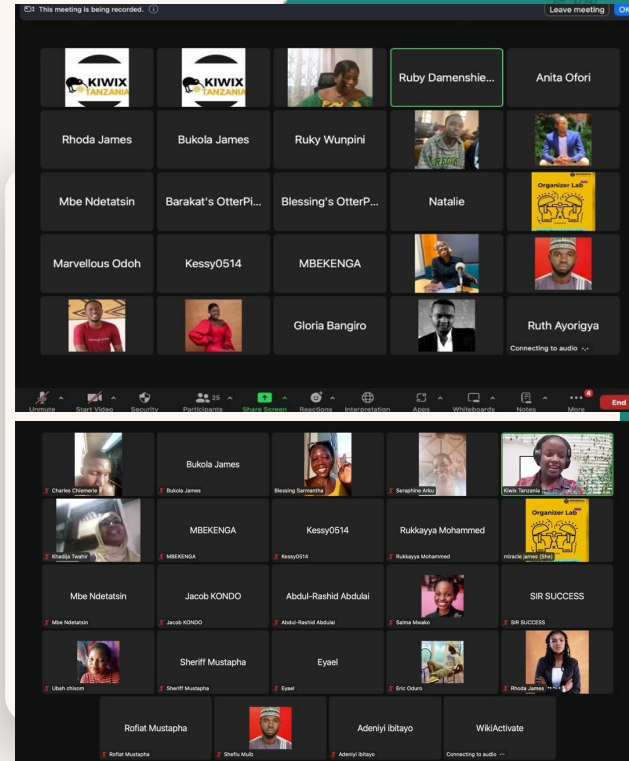 This meeting is being recorded.
Leave meeting
OK
KIWIX
TANZANIA
KIWIX
TANZANIA
Ruby Damenshie...
Anita Ofori
Rhoda James
Bukola James
Ruky Wunpini
Mbe Ndetatsin
Barakat's OtterPi...
Blessing's OtterP...
Natalie
Organizer Lab
Marvellous Odoh
Kessy0514
MBEKENGA
Gloria Bangiro
Ruth Ayorigya
Connecting to audio
Unmute
Start Video
Security
25
Participants
Share Screen
Reactions
Interpretation
Apps
Whiteboards
Notes
More
End
Charles Chiemerie
Bukola James
Bukola James
Blessing Sarmantha
Seraphine Arku
Kiwix Tanzania
Khadija Twahir
MBEKENGA
MBEKENGA
Kessy0514
Kessy0514
Rukkayya Mohammed
Rukkayya Mohammed
Organizer Lab
miracle james (She)
Mbe Ndetatsin
Mbe Ndetatsin
Jacob KONDO
Jacob KONDO
Abdul-Rashid Abdulai
Abdul-Rashid Abdulai
Salma Mwako
SIR SUCCESS
SIR SUCCESS
Ubah chisom
Sheriff Mustapha
Sheriff Mustapha
Eyael
Eyael
Eric Oduro
Rhoda James
Rofiat Mustapha
Rofiat Mustapha
Shefiu Muib
Adeniyi ibitayo
Adeniyi ibitayo
WikiActivate
Connecting to audio